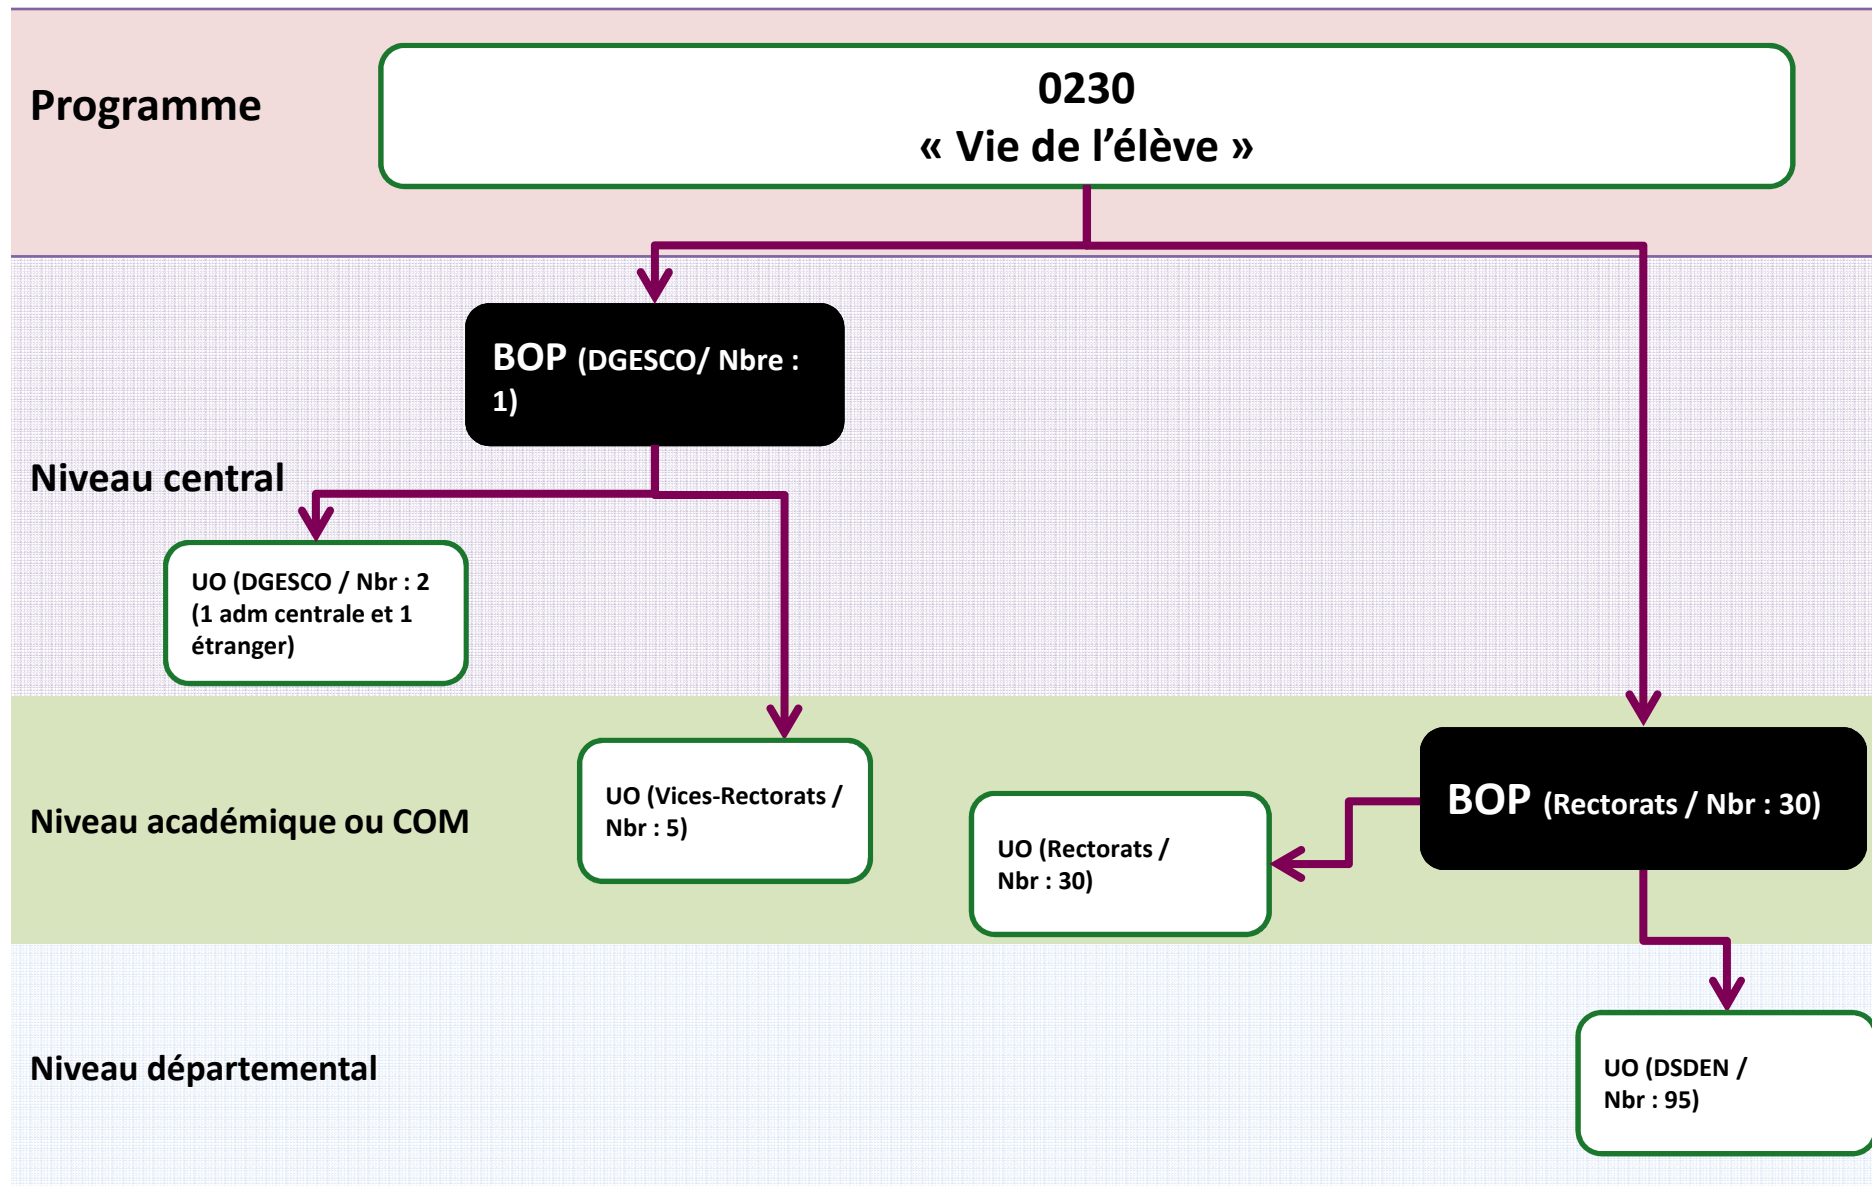 Programme
0230
« Vie de l’élève »
BOP (DGESCO/ Nbre :
1)
Niveau central
UO (DGESCO / Nbr : 2
(1 adm centrale et 1
étranger)
Niveau académique ou COM
UO (Vices-Rectorats /
Nbr : 5)
UO (Rectorats /
Nbr : 30)
BOP (Rectorats / Nbr : 30)
Niveau départemental
UO (DSDEN /
Nbr : 95)